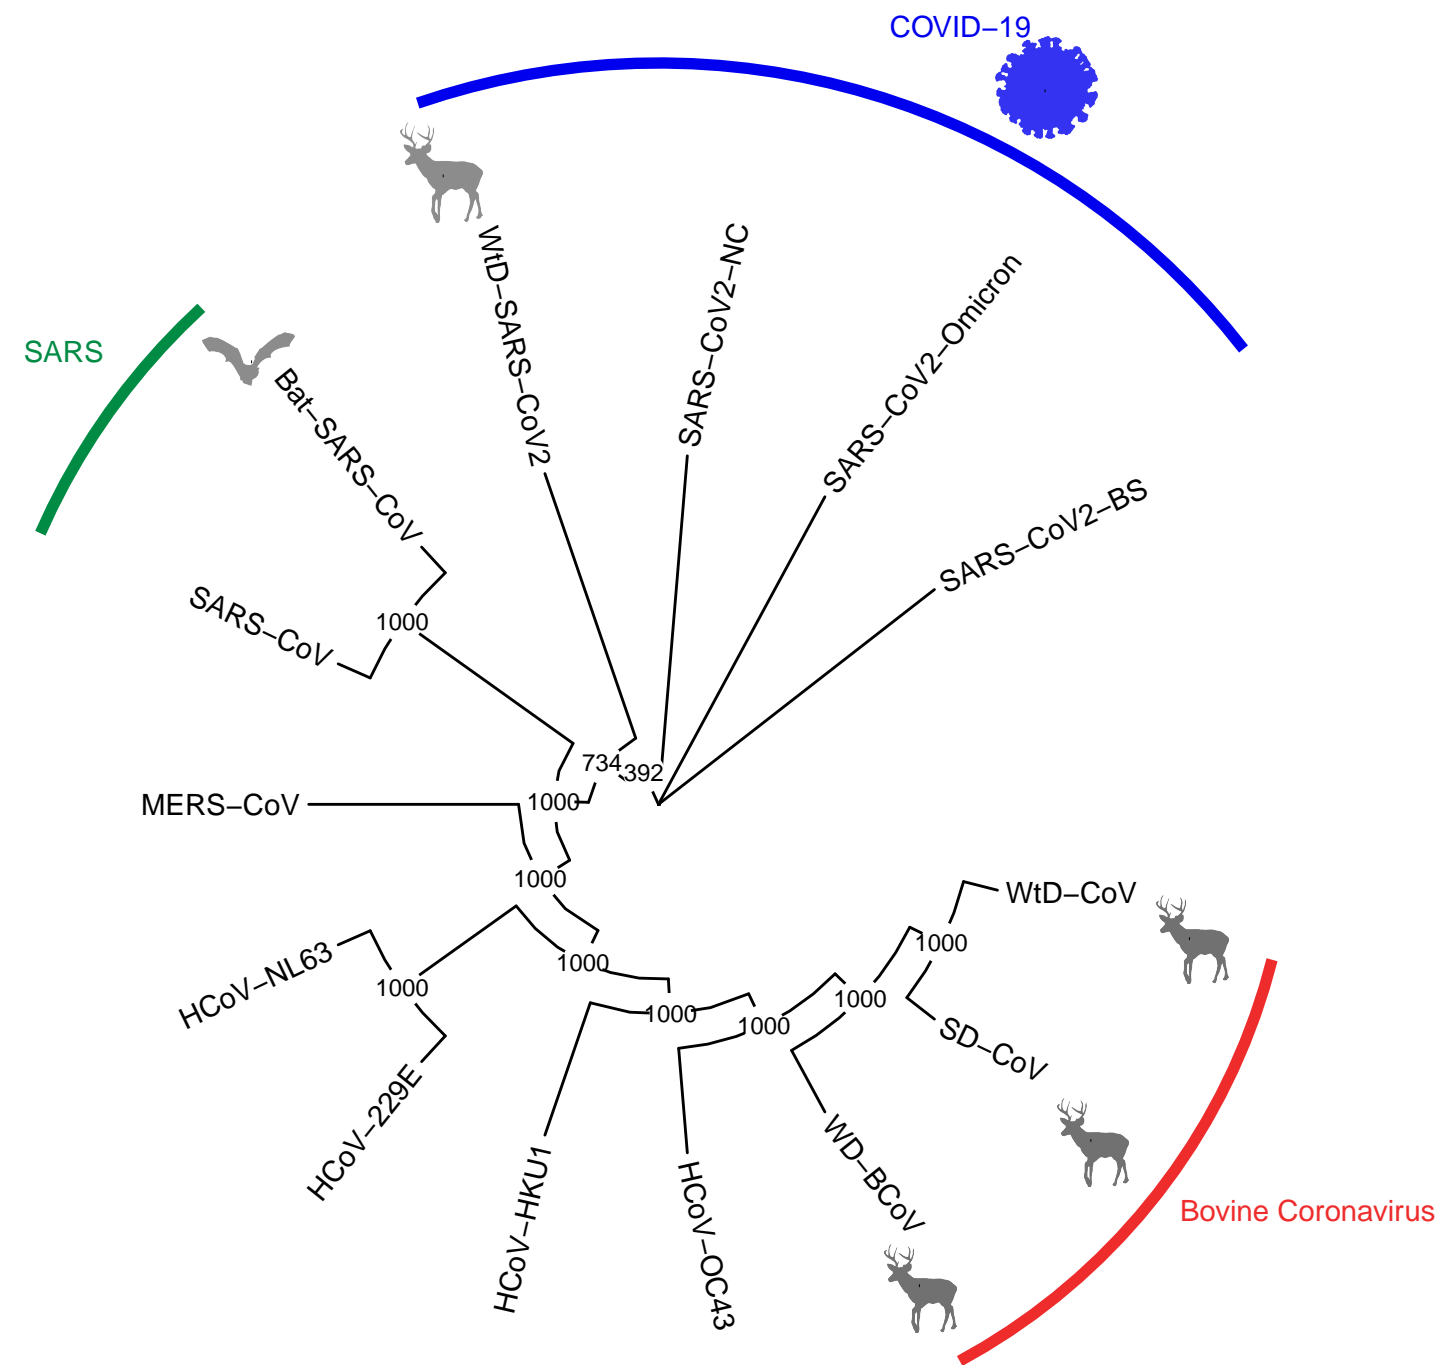 COVID–19
WtD–SARS–CoV2
SARS–CoV2–NC
SARS–CoV2–Omicron
SARS–CoV2–BS
SARS
Bat–SARS–CoV
SARS–CoV
1000
734
392
1000
MERS–CoV
1000
WtD–CoV
1000
1000
HCoV–NL63
1000
1000
1000
1000
SD–CoV
HCoV–229E
HCoV–HKU1
HCoV–OC43
WD–BCoV
Bovine Coronavirus